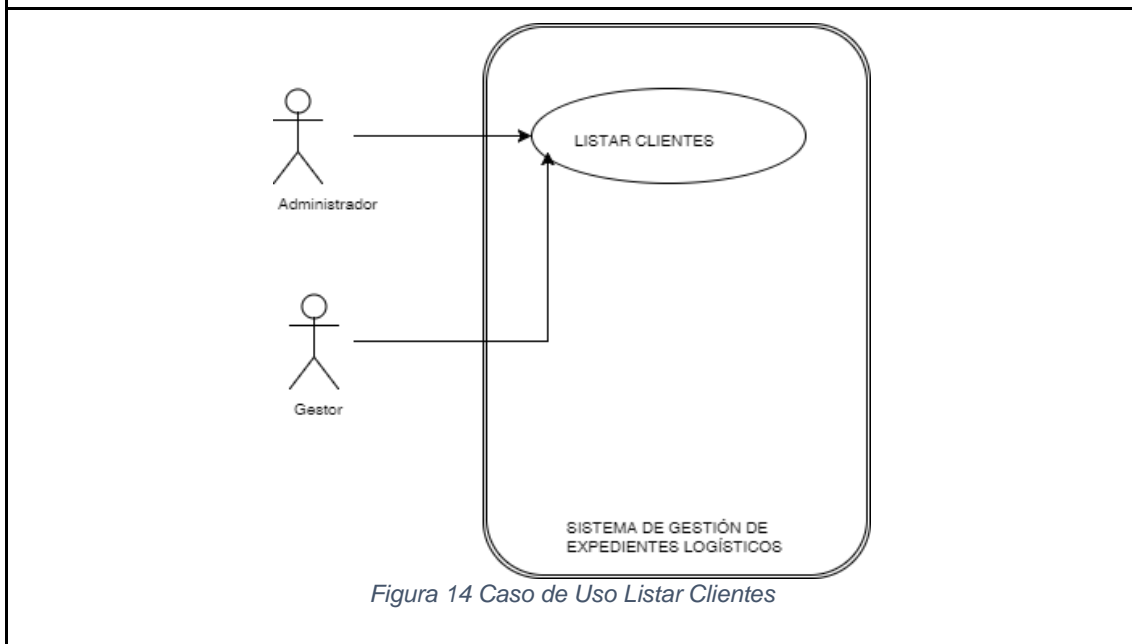 LISTAR CLIENTES
Administrador
Gestor
SISTEMA DE GESTIÓN DE
EXPEDIENTES LOGÍSTICOS
Figura 14 Caso de Uso Listar Clientes